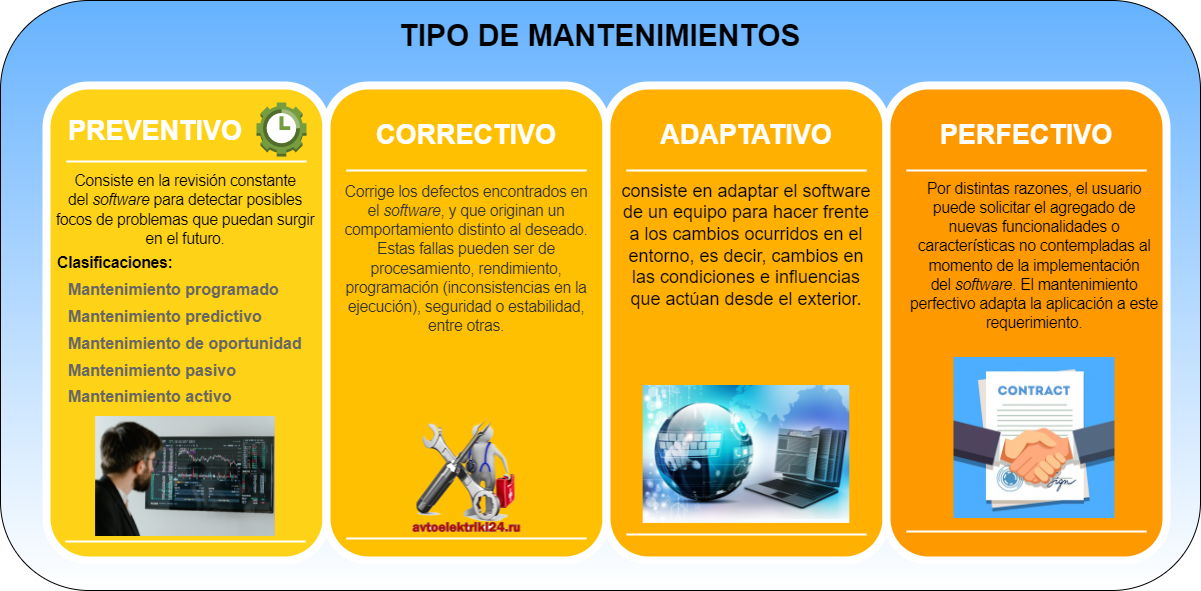 TIPO DE MANTENIMIENTOS
PREVENTIVO
Consiste en la revisión constante
del software para detectar posibles
focos de problemas que puedan surgir
en el futuro.
Clasificaciones:
Mantenimiento programado
Mantenimiento predictivo
Mantenimiento de oportunidad
Mantenimiento pasivo
Mantenimiento activo
CORRECTIVO
Corrige los defectos encontrados en
el software, y que originan un
comportamiento distinto al deseado.
Estas fallas pueden ser de
procesamiento, rendimiento,
programación (inconsistencias en la
ejecución), seguridad o estabilidad,
entre otras.
avtoelektriki24.ru
ADAPTATIVO
consiste en adaptar el software
de un equipo para hacer frente
a los cambios ocurridos en el
entorno, es decir, cambios en
las condiciones e influencias
que actúan desde el exterior.
PERFECTIVO
Por distintas razones, el usuario
puede solicitar el agregado de
nuevas funcionalidades o
características no contempladas al
momento de la implementación
del software. El mantenimiento
perfectivo adapta la aplicación a este
requerimiento.
CONTRACT
Sign